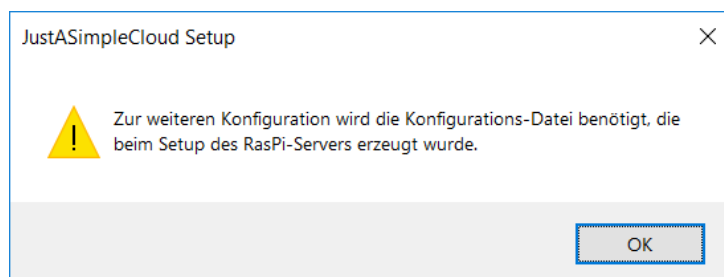 JustASimpleCloud Setup
Zur weiteren Konfiguration wird die Konfigurations-Datei benötigt, die
beim Setup des RasPi-Servers erzeugt wurde.
OK